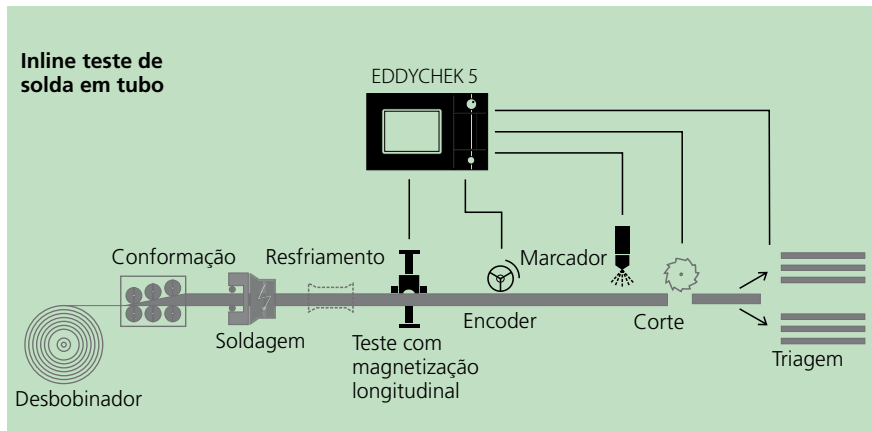 Inline teste de
solda em tubo
EDDYCHEK 5
Conformação
Resfriamento
Marcador
Encoder
Corte
Soldagem
Teste com
magnetização
longitudinal
Triagem
Desbobinador